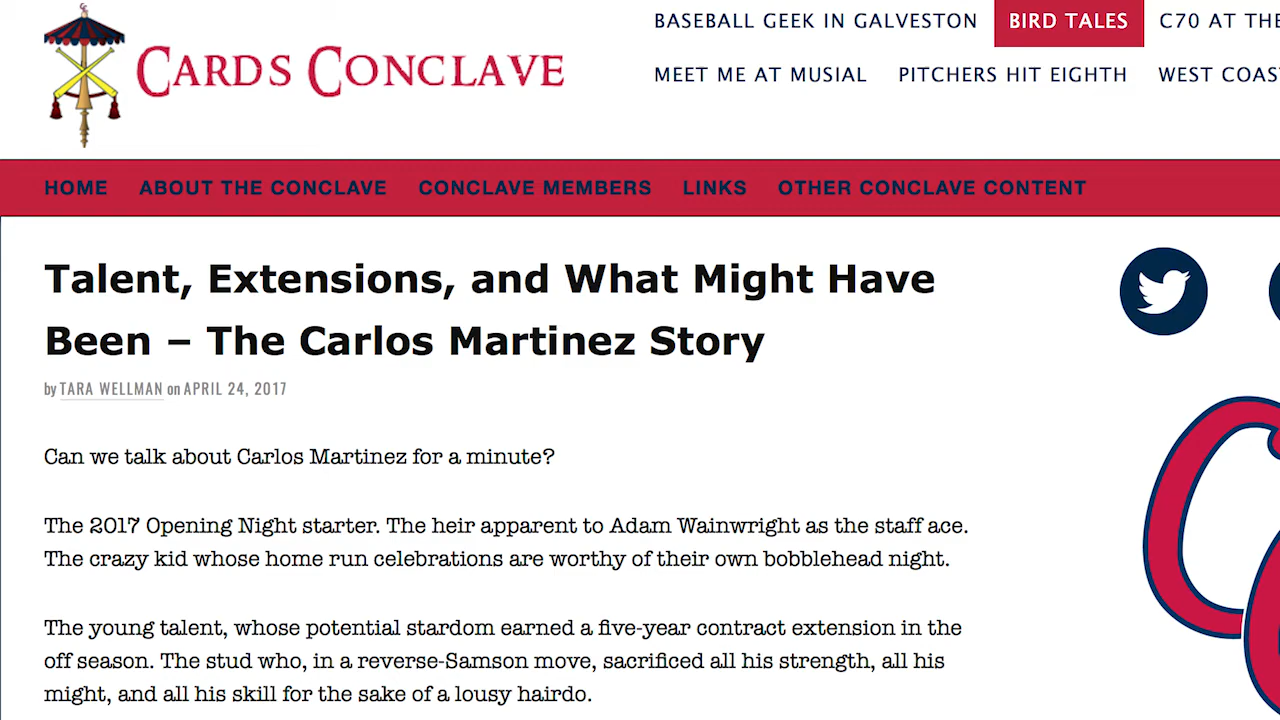 BASEBALL GEEK IN GALVESTON BIRD TALES C70 AT THE
CARDS CONCLAVE
MEET ME AT MUSIAL PITCHERS HIT EIGHTH WEST COAS
HOME ABOUT THE CONCLAVE CONCLAVE MEMBERS LINKS OTHER CONCLAVE CONTENT
Talent, Extensions, and What Might Have
Been – The Carlos Martinez Story
by TARA WELLMAN on APRIL 24, 2017
Can we talk about Carlos Martinez for a minute?
The 2017 Opening Night starter. The heir apparent to Adam Wainwright as the staff ace.
The crazy kid whose home run celebrations are worthy of their own bobblehead night.
The young talent, whose potential stardom earned a five-year contract extension in the
off season. The stud who, in a reverse-Samson move, sacrificed all his strength, all his
might, and all his skill for the sake of a lousy hairdo.